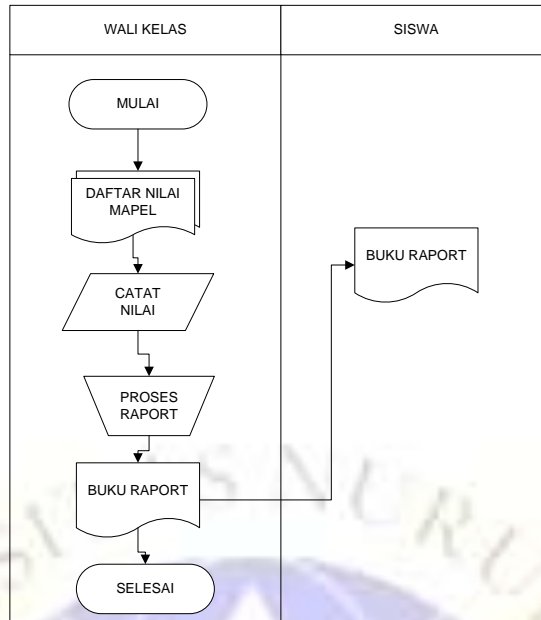 WALI KELAS
SISWA
MULAI
DAFTAR NILAI
MAPEL
BUKU RAPORT
CATAT
NILAI
PROSES
RAPORT
BUKU RAPORT
SELESAI